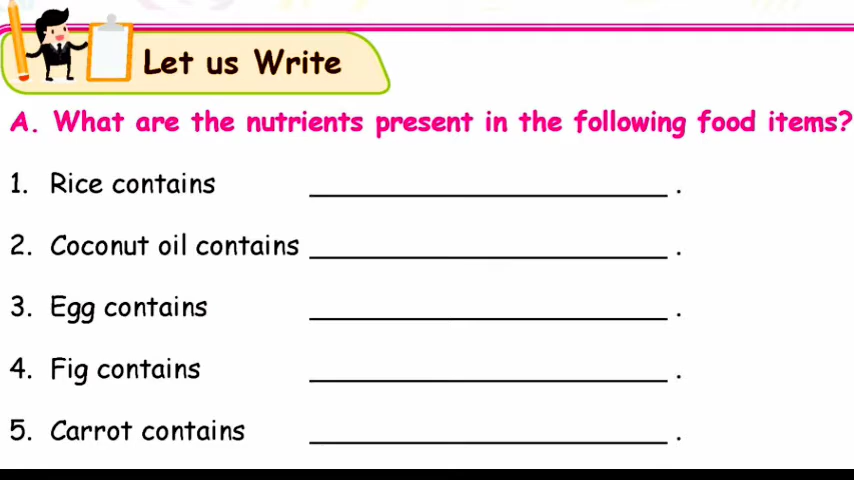 Let us Write
A. What are the nutrients present in the following food items?
1. Rice contains ____________________ .
2. Coconut oil contains ____________________ .
3. Egg contains ____________________ .
4. Fig contains ____________________ .
5. Carrot contains ____________________ .